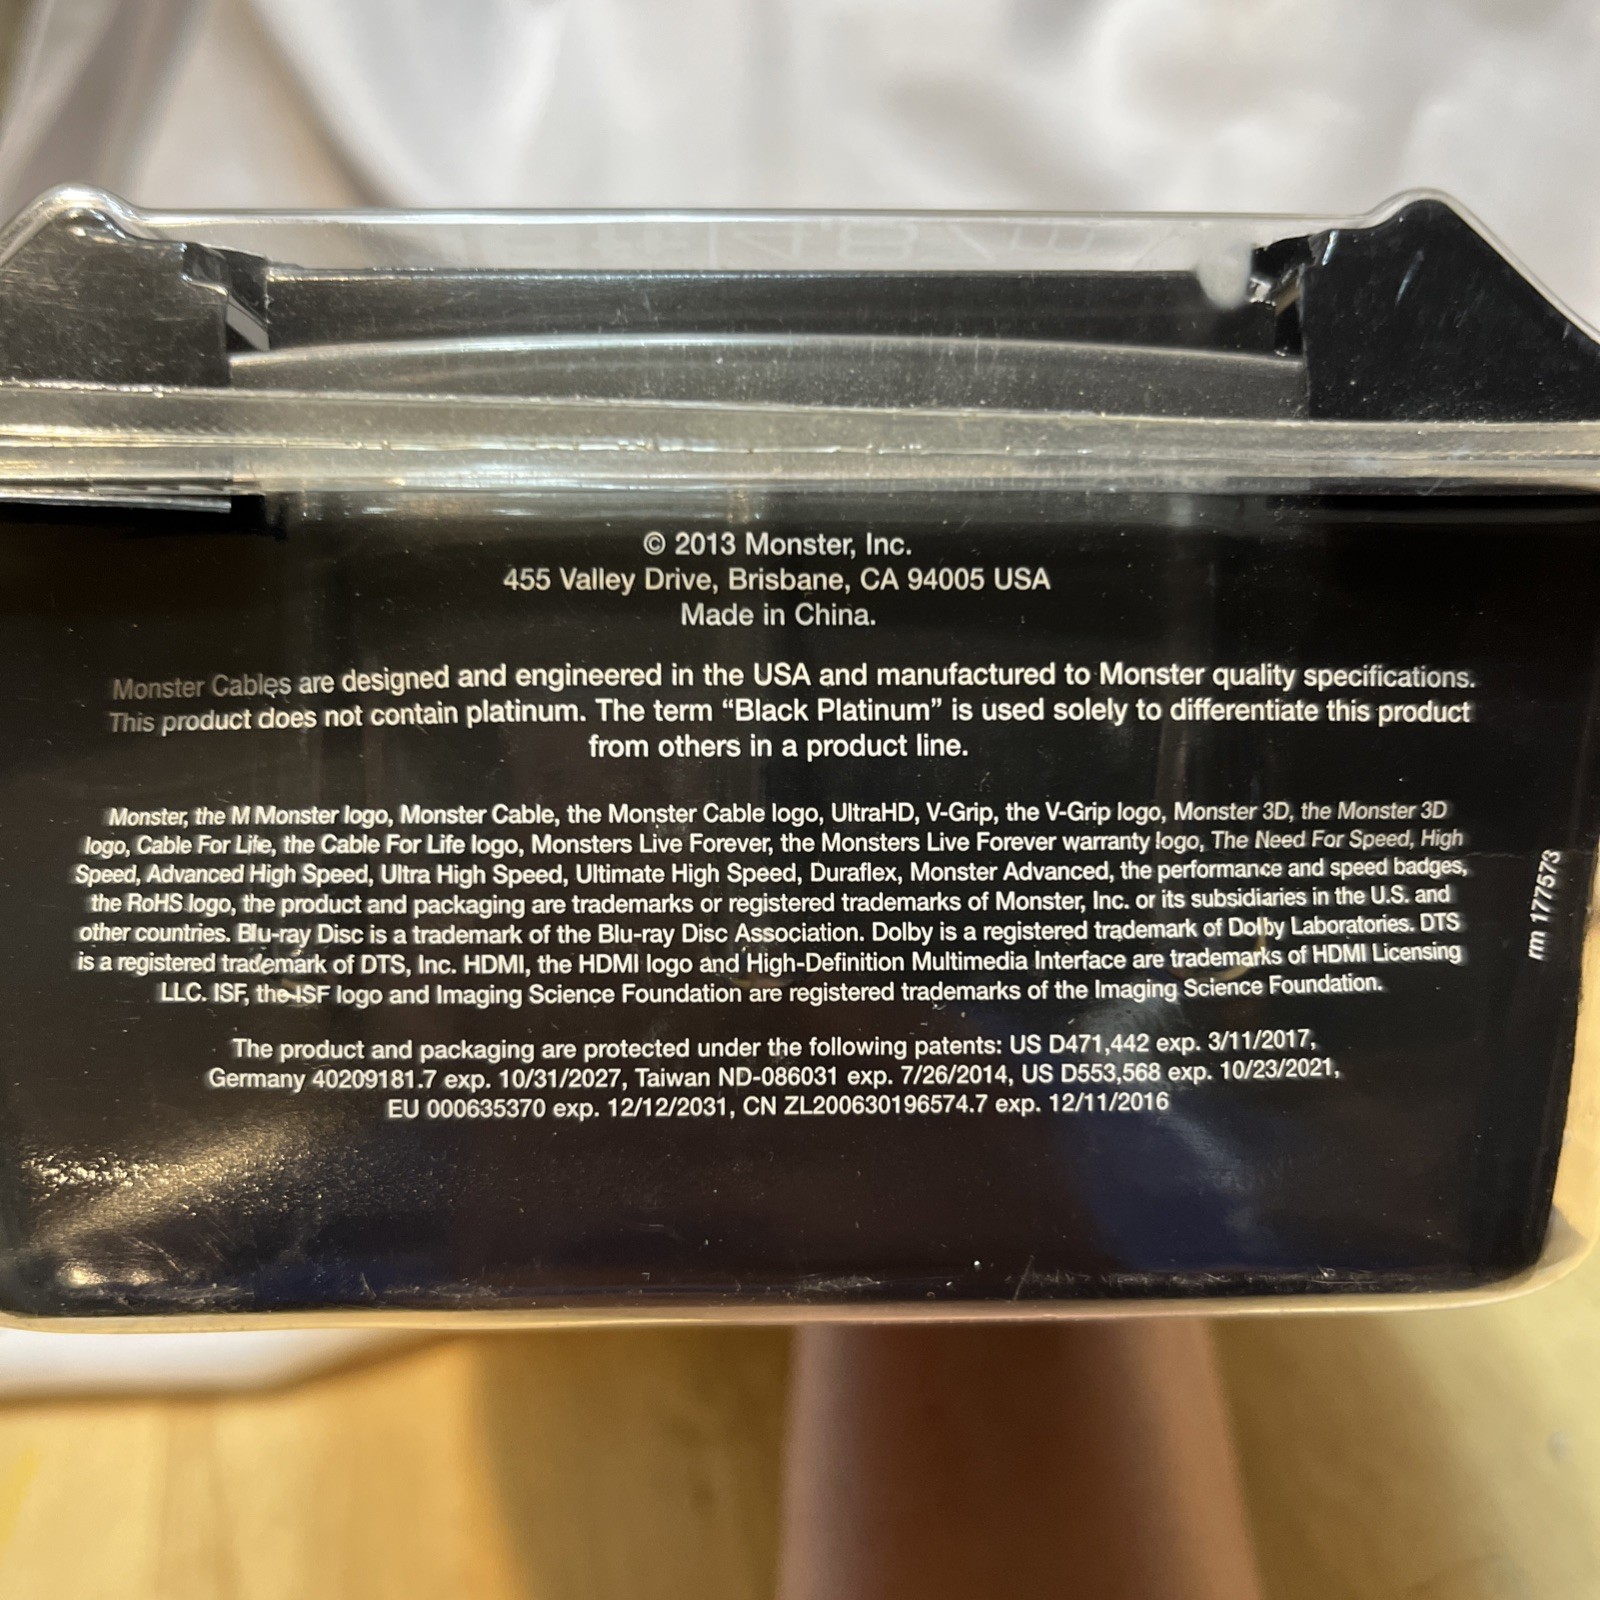 © 2013 Monster, Inc.
455 Valley Drive, Brisbane, CA 94005 USA
Made in China.
Monster Cables are designed and engineered in the USA and manufactured to Monster quality specifications.
This product does not contain platinum. The term “Black Platinum” is used solely to differentiate this product
from others in a product line.
Monster, the M Monster logo, Monster Cable, the Monster Cable logo, UltraHD, V-Grip, the V-Grip logo, Monster 3D, the Monster 3D
logo, Cable For Life, the Cable For Life logo, Monsters Live Forever, the Monsters Live Forever warranty logo, The Need For Speed, High
Speed, Advanced High Speed, Ultra High Speed, Ultimate High Speed, Duraflex, Monster Advanced, the performance and speed badges,
the RoHS logo, the product and packaging are trademarks or registered trademarks of Monster, Inc. or its subsidiaries in the U.S. and
other countries. Blu-ray Disc is a trademark of the Blu-ray Disc Association. Dolby is a registered trademark of Dolby Laboratories. DTS
is a registered trademark of DTS, Inc. HDMI, the HDMI logo and High-Definition Multimedia Interface are trademarks of HDMI Licensing
LLC. ISF, the ISF logo and Imaging Science Foundation are registered trademarks of the Imaging Science Foundation.
The product and packaging are protected under the following patents: US D471,442 exp. 3/11/2017,
Germany 40209181.7 exp. 10/31/2027, Taiwan ND-086031 exp. 7/26/2014, US D553,568 exp. 10/23/2021,
EU 000635370 exp. 12/12/2031, CN ZL200630196574.7 exp. 12/11/2016
rm 177573